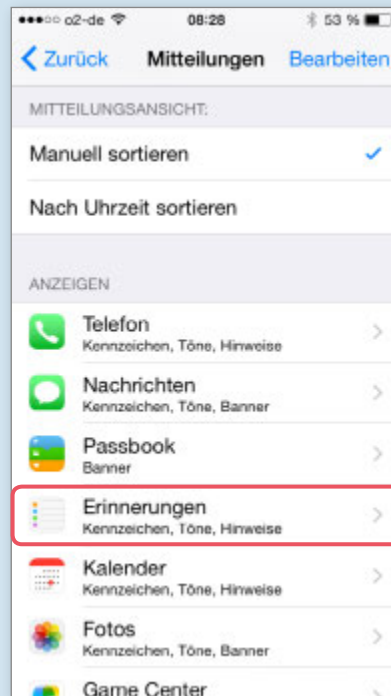 o2-de 08:28 53 %
Zurück Mitteilungen Bearbeiten
MITTEILUNGSANSICHT:
Manuell sortieren
Nach Uhrzeit sortieren
ANZEIGEN
Telefon
Kennzeichen, Töne, Hinweise
Nachrichten
Kennzeichen, Töne, Banner
Passbook
Banner
Erinnerungen
Kennzeichen, Töne, Hinweise
Kalender
Kennzeichen, Töne, Hinweise
Fotos
Kennzeichen, Töne, Banner
Game Center